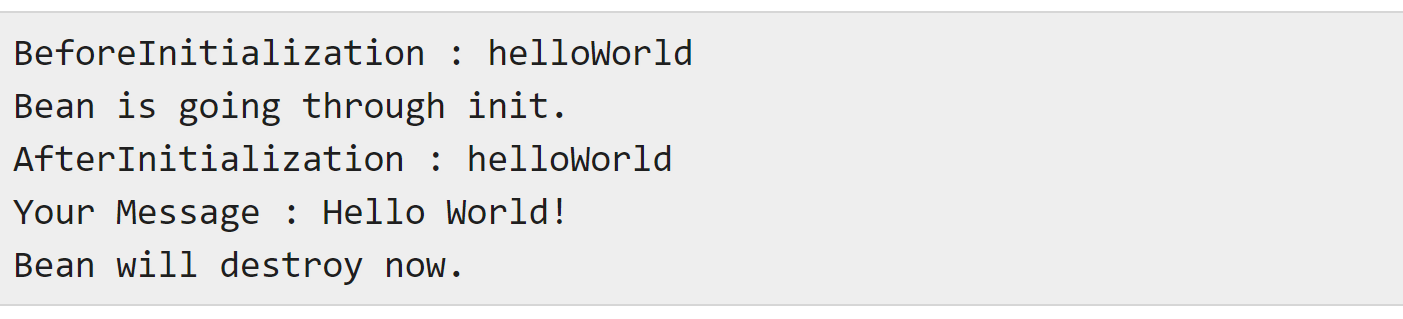 BeforeInitialization : helloWorld
Bean is going through init.
AfterInitialization : helloWorld
Your Message : Hello World!
Bean will destroy now.